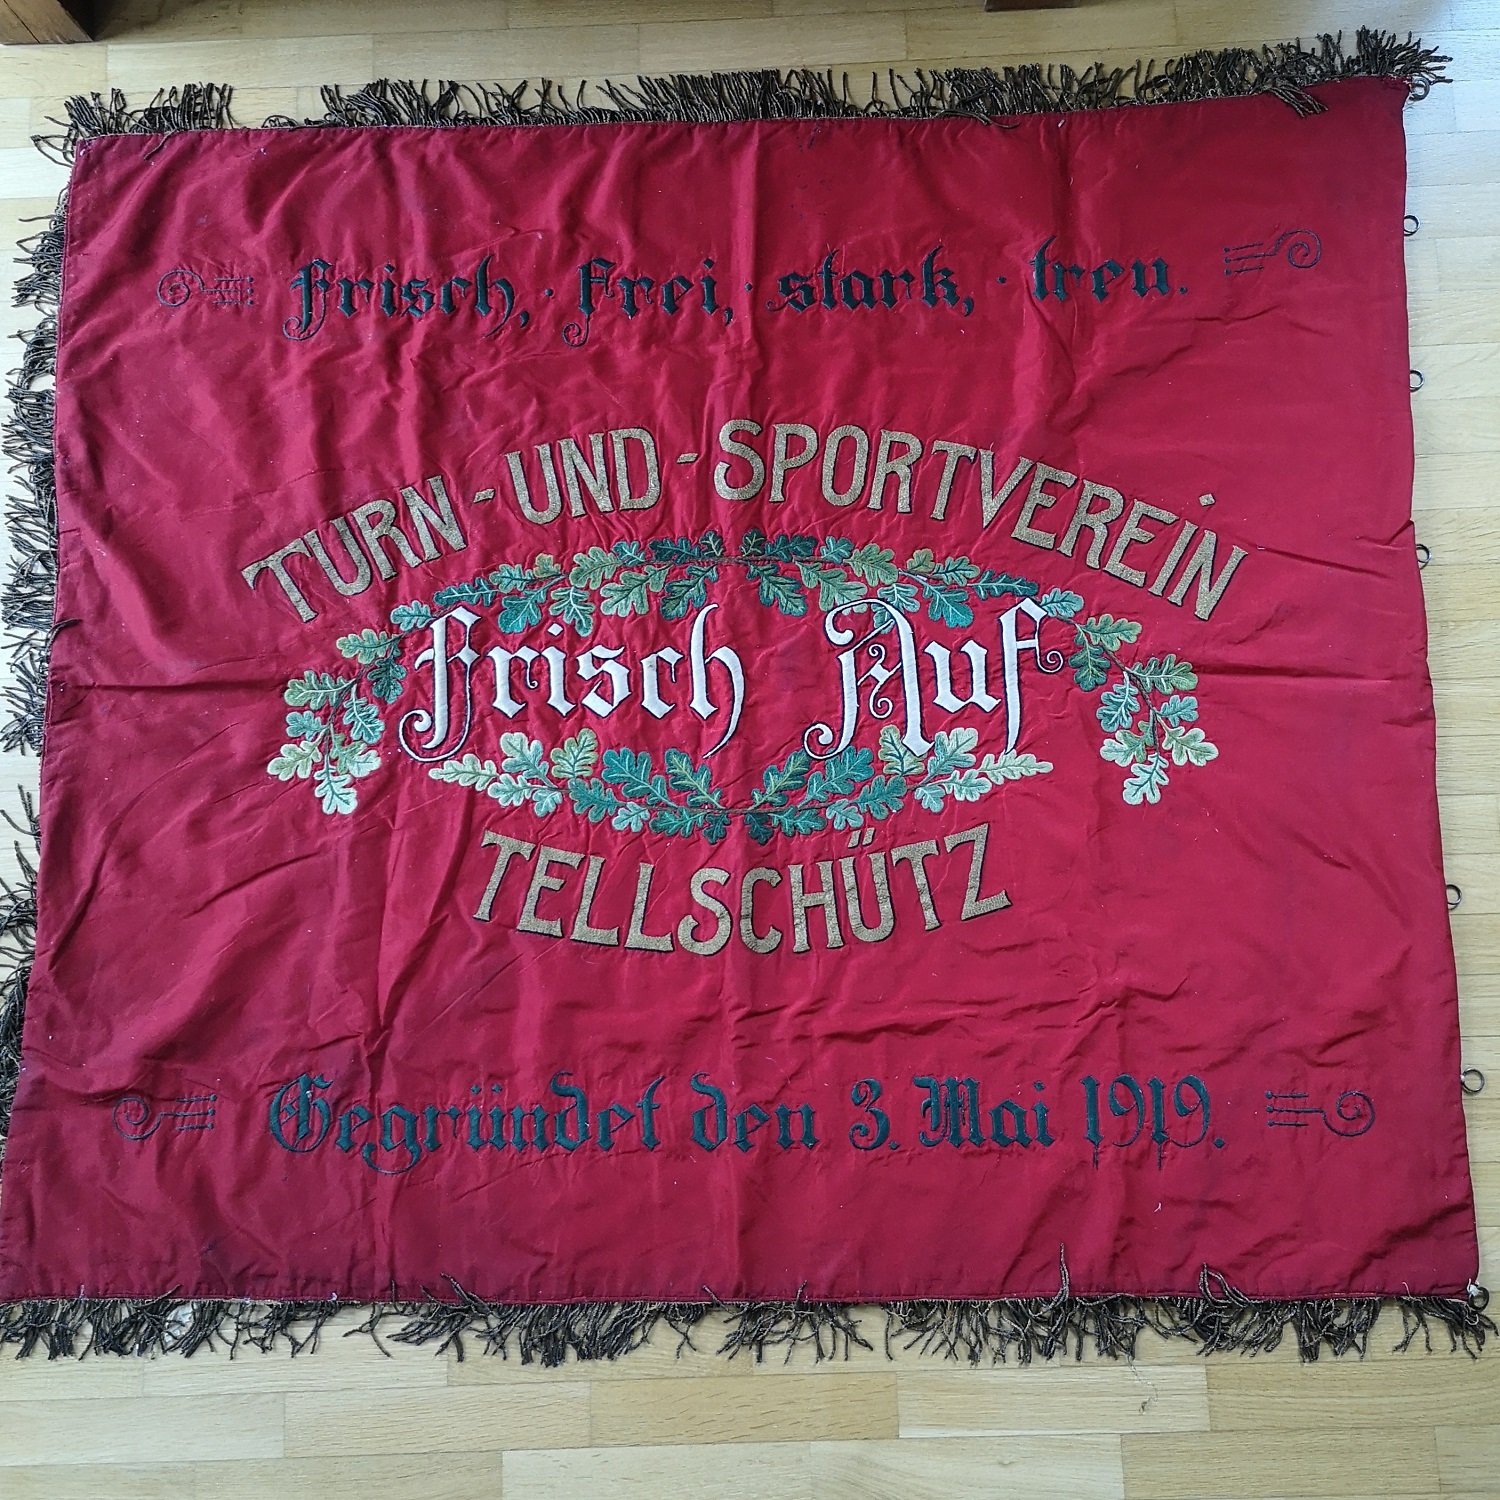 Frisch, · Frei, · stark, · treu.
TURN - UND - SPORTVEREIN
Frisch Auf
TELLSCHÜTZ
Gegründet den 3. Mai 1919.